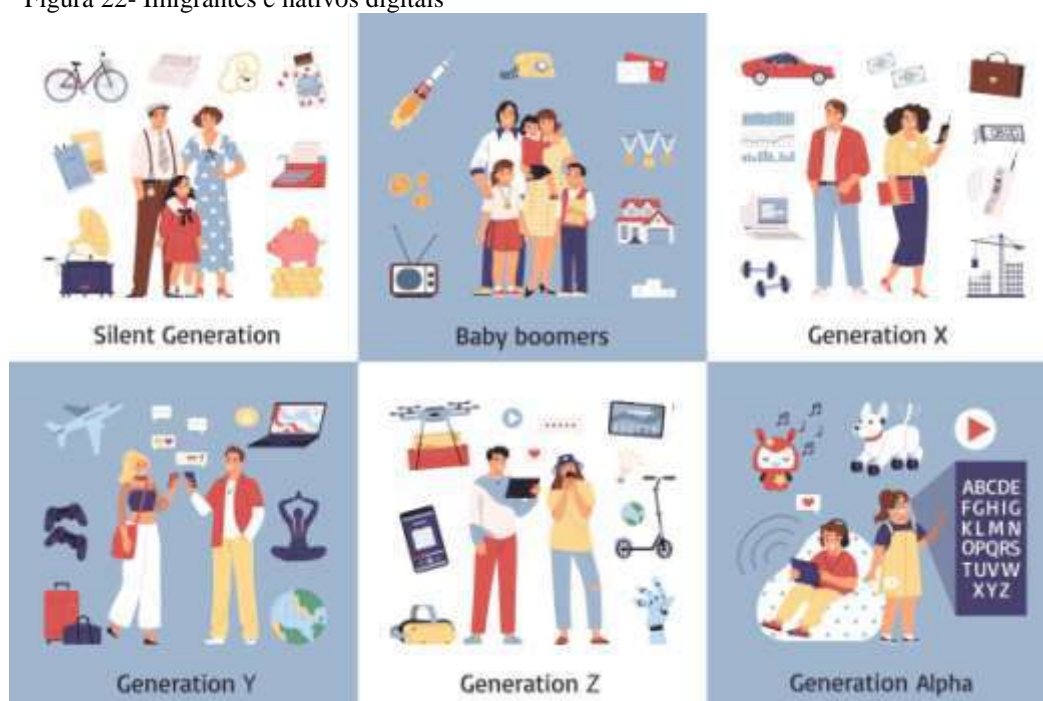 Figura 22- Imigrantes e nativos digitais
Silent Generation
Baby boomers
Generation X
ABCDE
FGHIG
KLMN
OPQRS
TUVW
XYZ
Generation Y
Generation Z
Generation Alpha